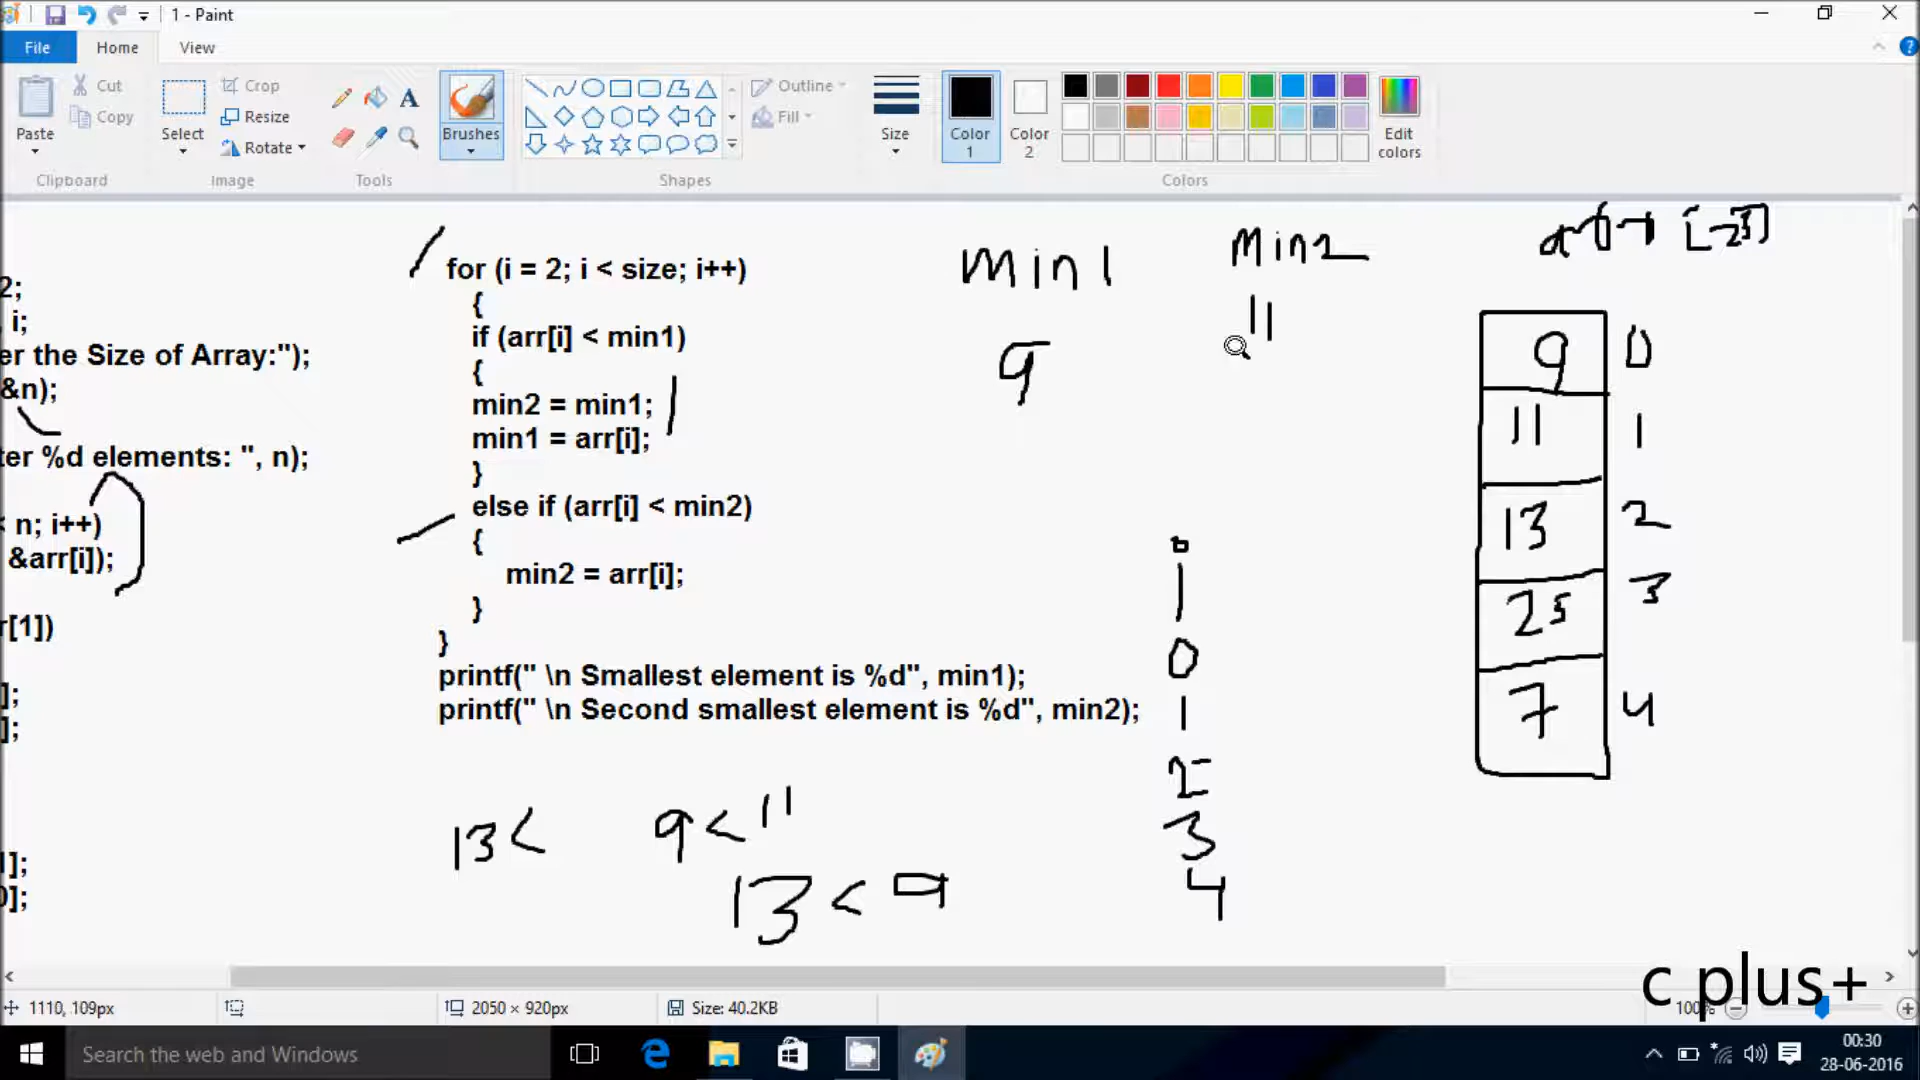 1 - Paint
File Home View
Paste
Cut
Copy
Clipboard
Select
Crop
Resize
Rotate
Image
Tools
Brushes
Shapes
Outline
Fill
Size
Color 1
Color 2
Edit colors
Colors
2;
i;
er the Size of Array:");
&n);
ter %d elements: ", n);
< n; i++)
&arr[i]);
r[1])
];
];
1];
0];
for (i = 2; i < size; i++)
{
if (arr[i] < min1)
{
min2 = min1;
min1 = arr[i];
}
else if (arr[i] < min2)
{
min2 = arr[i];
}
}
printf(" \n Smallest element is %d", min1);
printf(" \n Second smallest element is %d", min2);
13 <
9 < 11
13 < 9
min1
9
min2
11
i
0
1
2
3
4
9 0
11 1
13 2
25 3
7 4
c plus+
1110, 109px
2050 × 920px
Size: 40.2KB
100%
Search the web and Windows
00:30
28-06-2016